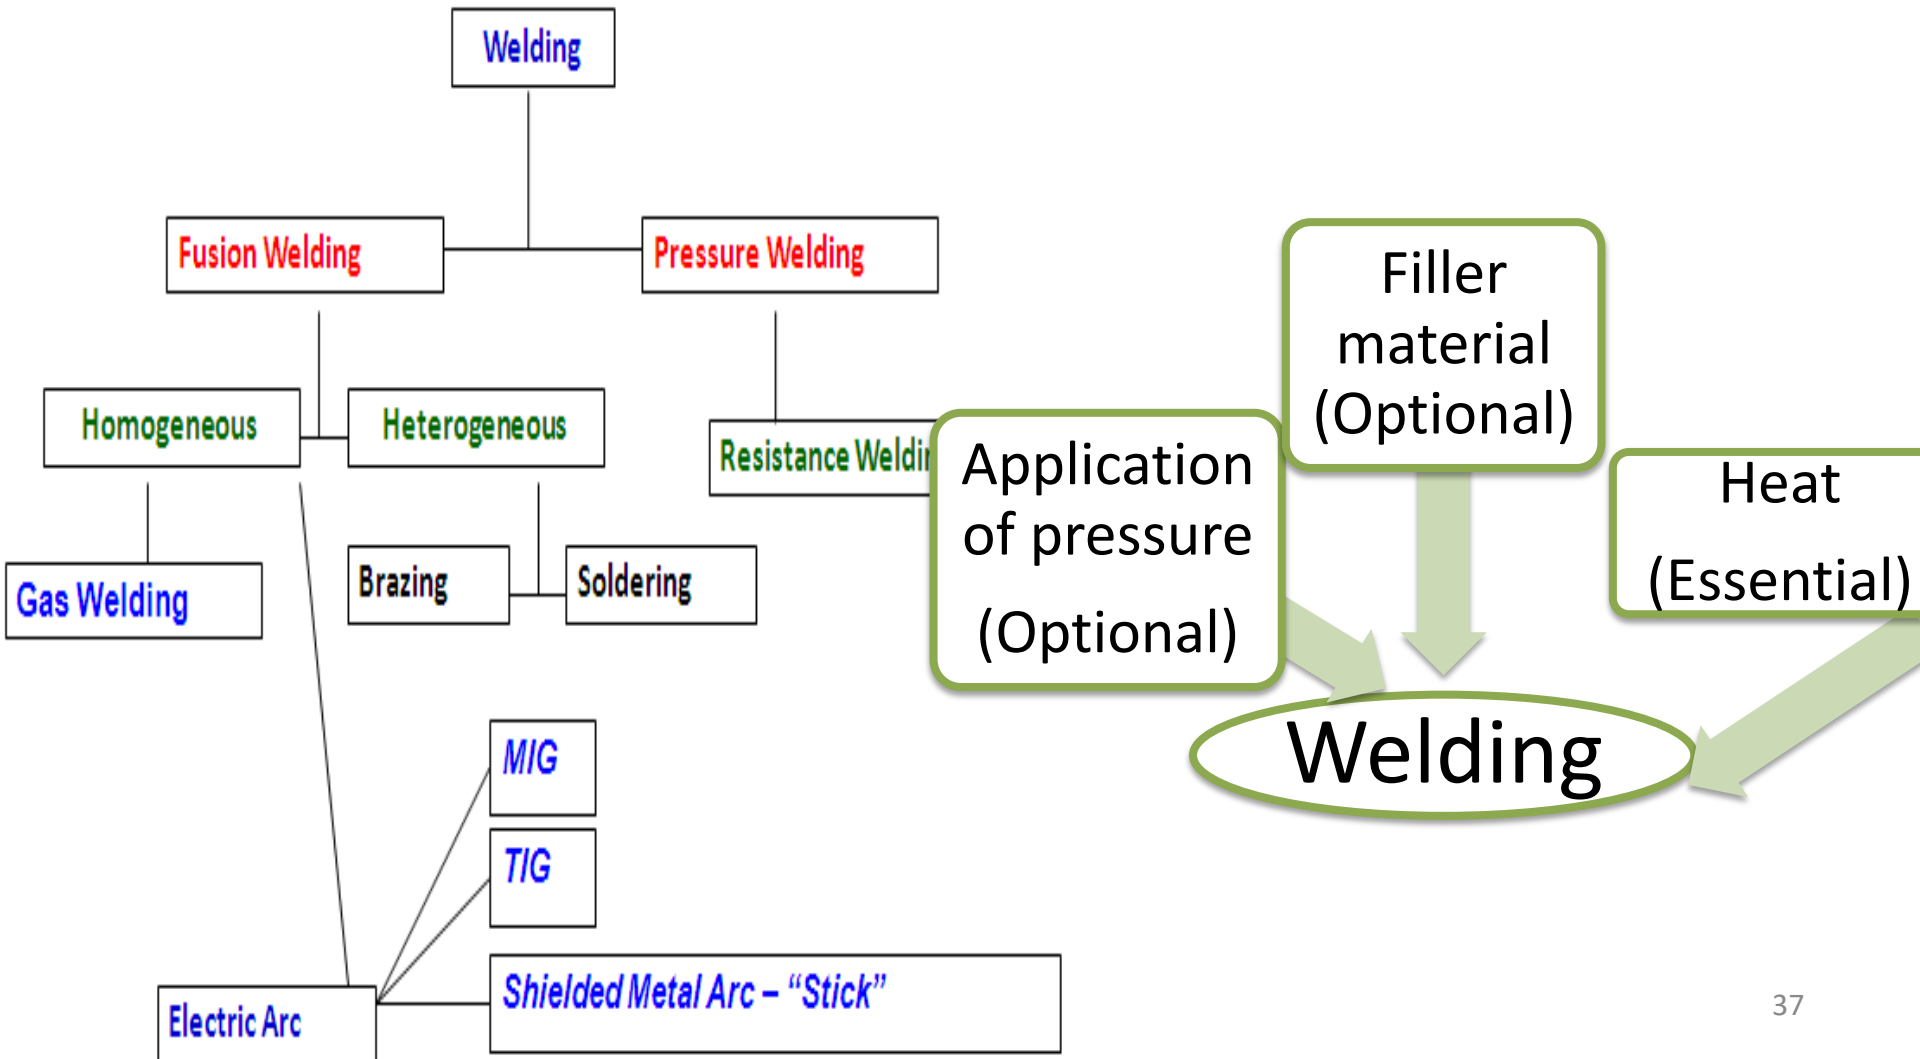 Welding
Fusion Welding
Pressure Welding
Homogeneous
Heterogeneous
Resistance
Gas Welding
Brazing
Soldering
MIG
TIG
Shielded Metal Arc – “Stick”
Electric Arc
Filler
material
(Optional)
Application
of pressure
(Optional)
Heat
(Essential)
Welding
37